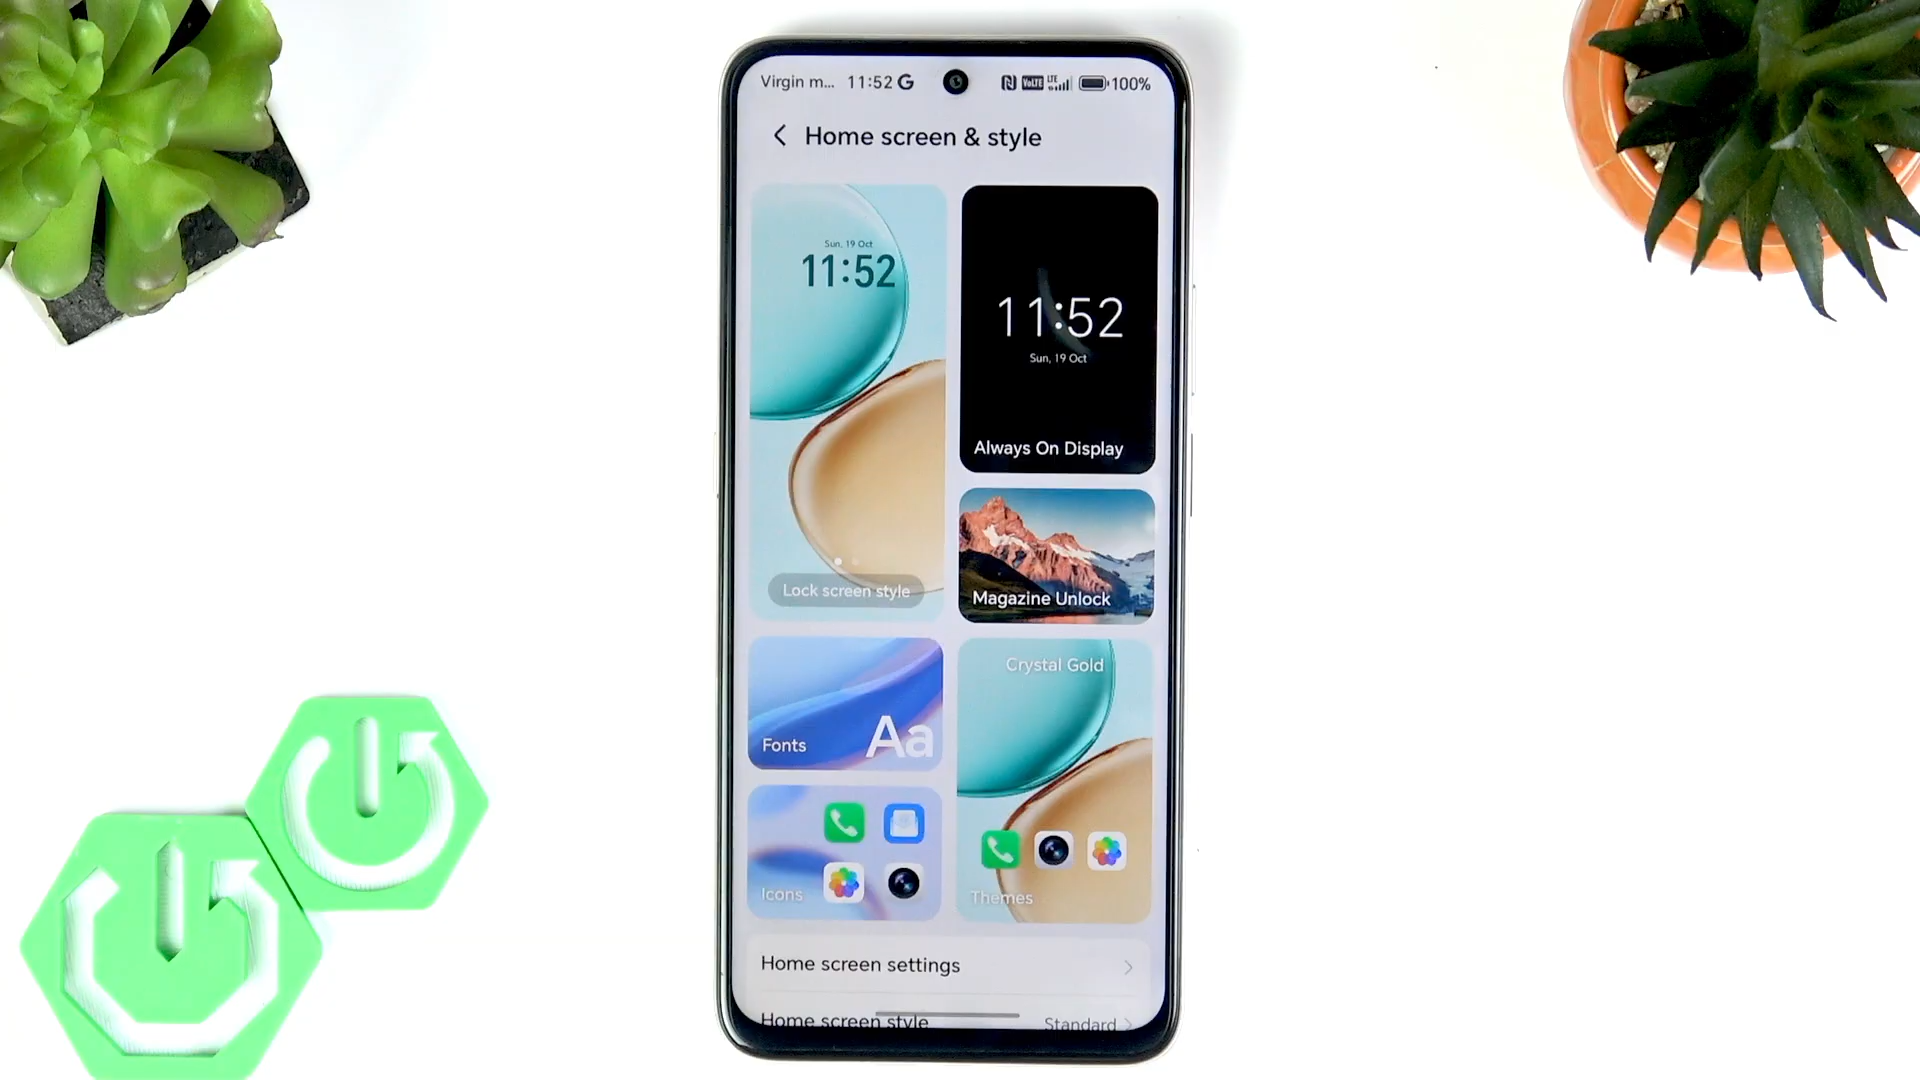 Virgin m... 11:52 G VoLTE LTE 100%
Home screen & style
Sun, 19 Oct
11:52
Lock screen style
11:52
Sun, 19 Oct
Always On Display
Magazine Unlock
Fonts
Aa
Crystal Gold
Icons
Themes
Home screen settings
Home screen style Standard